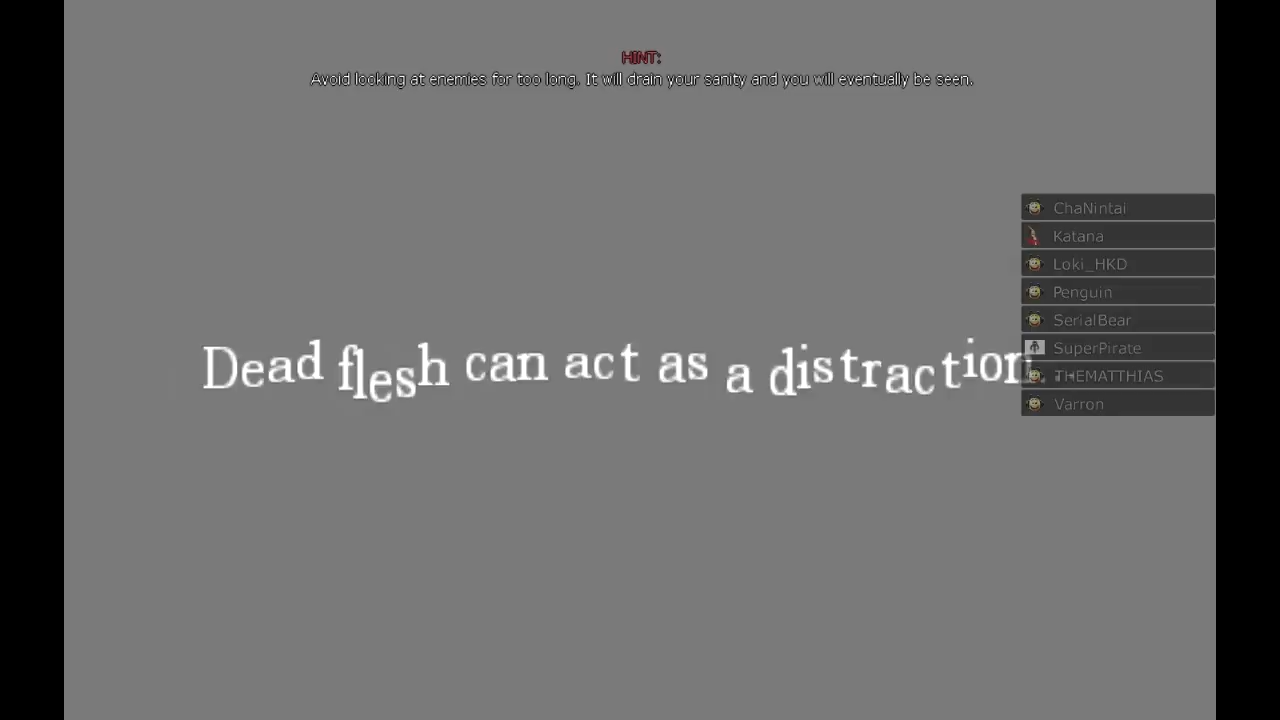 HINT:
Avoid looking at enemies for too long. It will drain your sanity and you will eventually be seen.
ChaNintai
Katana
Loki_HKD
Penguin
SerialBear
Dead flesh can act as a distraction...
SuperPirate
THEMATTHIAS
Varron